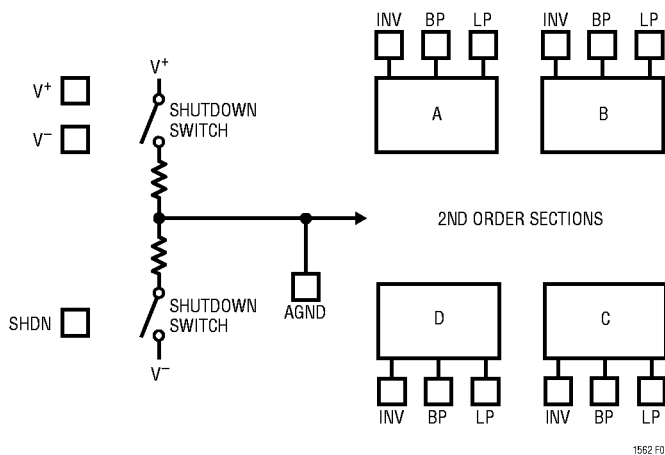 INV BP LP INV BP LP
V+
V+
SHUTDOWN
SWITCH
A B
V−
2ND ORDER SECTIONS
SHDN
SHUTDOWN
SWITCH
AGND
D C
V−
INV BP LP INV BP LP
1562 F0